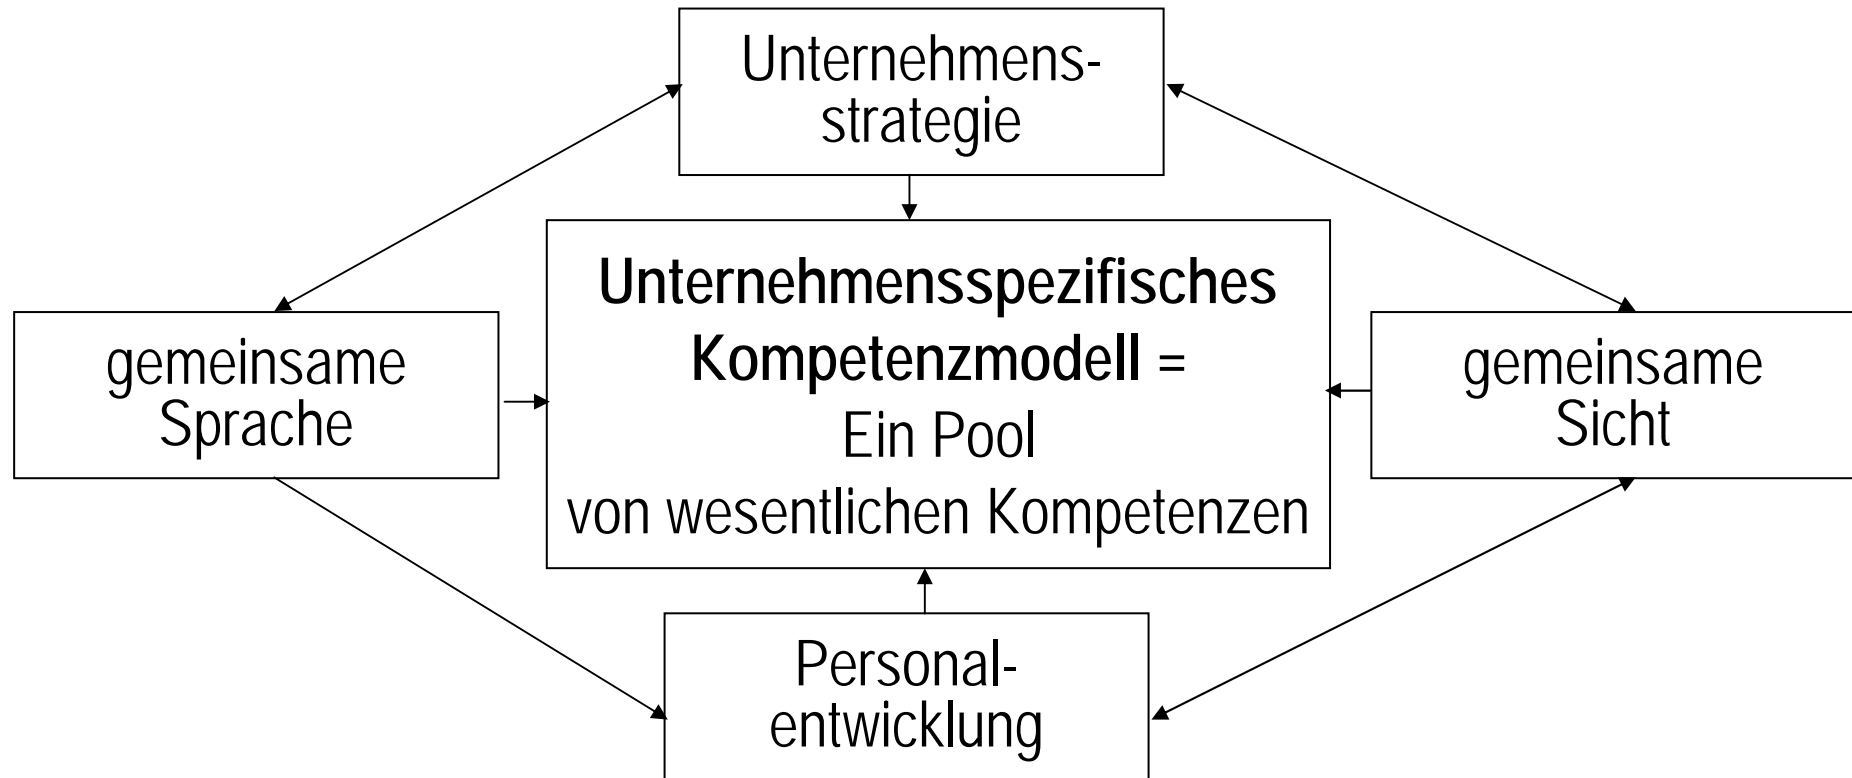 Unternehmens-
strategie
gemeinsame
Sprache
Unternehmensspezifisches
Kompetenzmodell =
Ein Pool
von wesentlichen Kompetenzen
gemeinsame
Sicht
Personal-
entwicklung